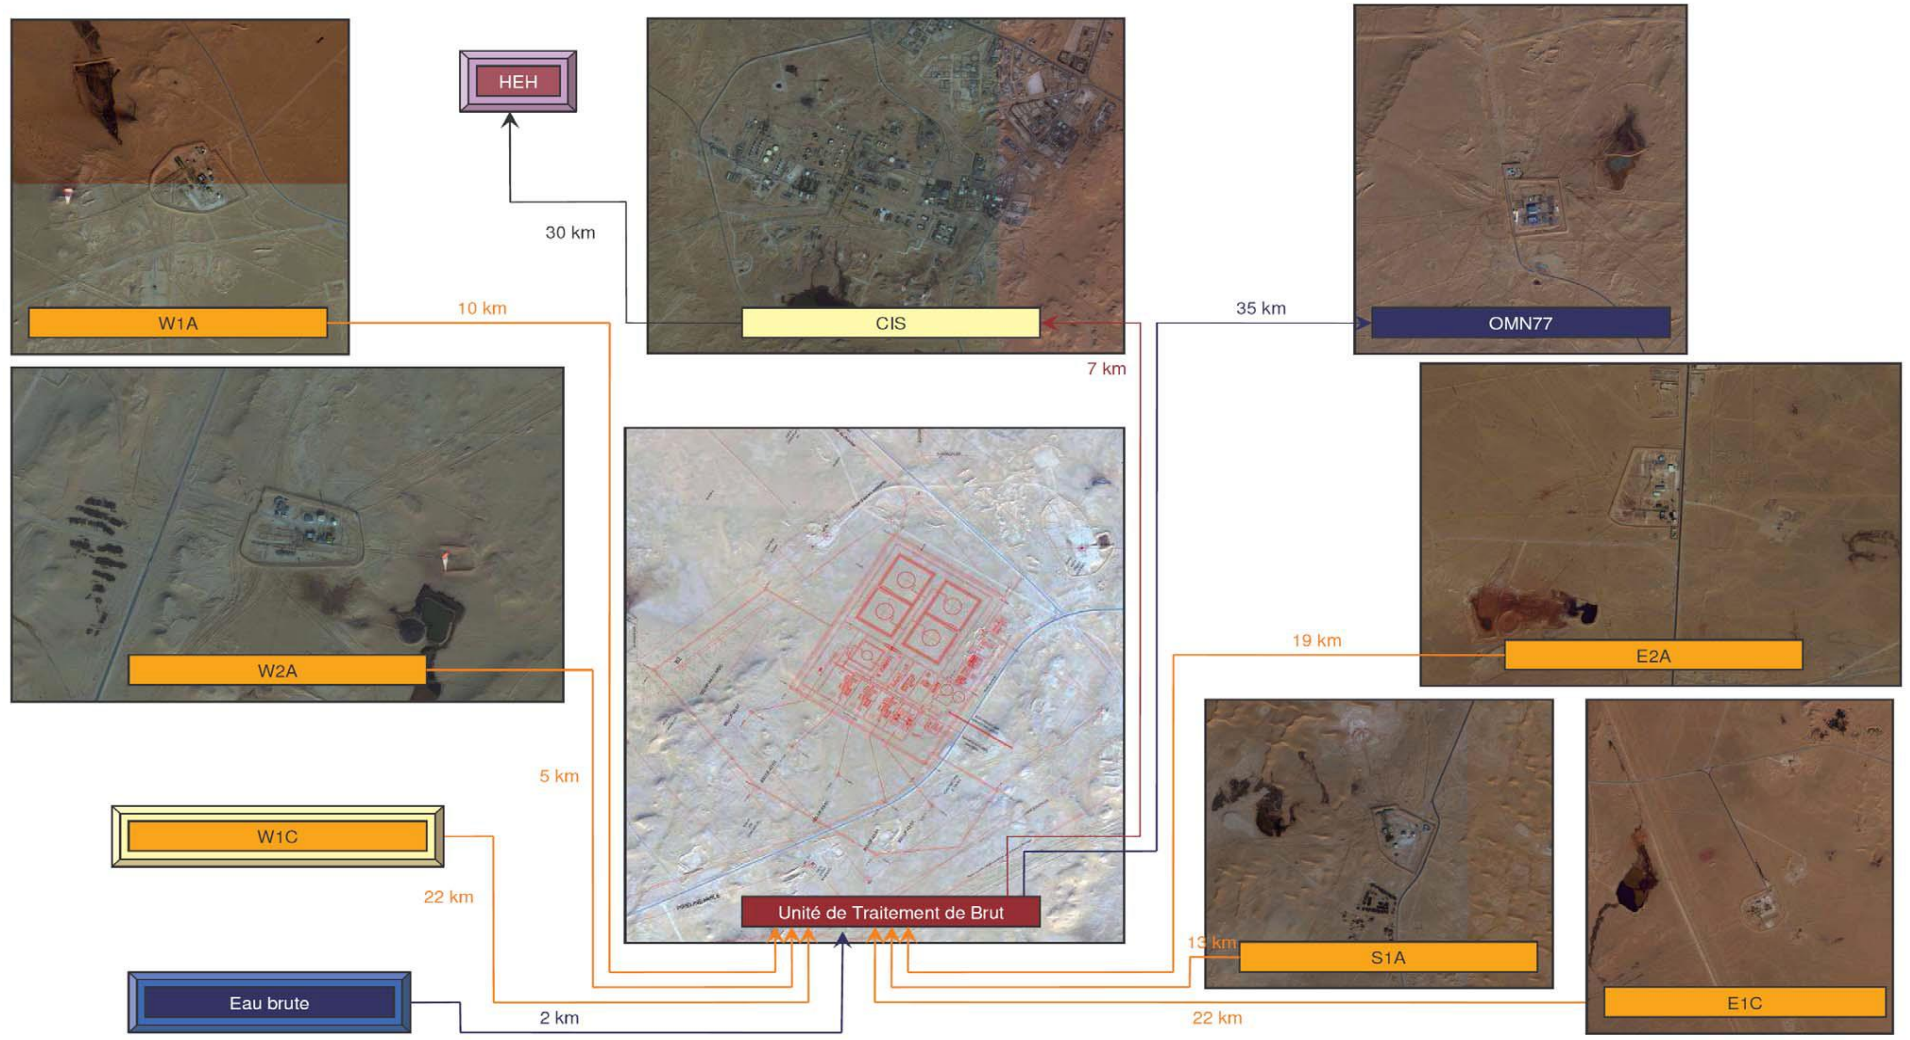 HEH
30 km
W1A
10 km
CIS
7 km
35 km
OMN77
W2A
5 km
19 km
E2A
W1C
22 km
Unité de Traitement de Brut
13 km
S1A
Eau brute
2 km
22 km
E1C